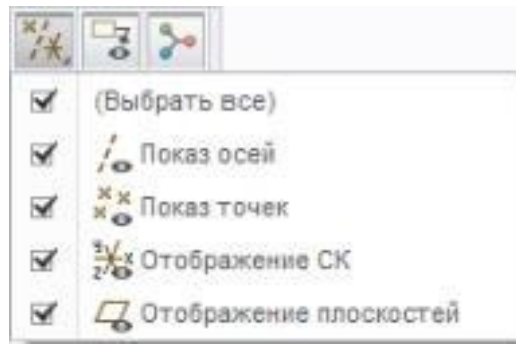 (Выбрать все)
Показ осей
Показ точек
Отображение СК
Отображение плоскостей